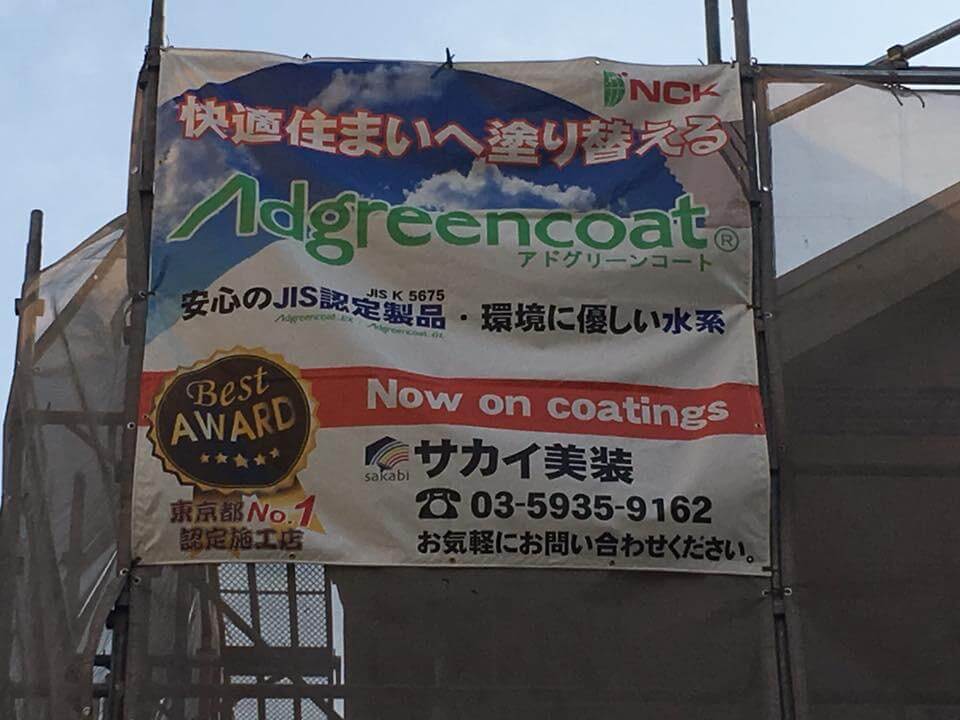 NCK
快適住まいへ塗り替える
Adgreencoat®
アドグリーンコート
JIS K 5675
安心のJIS認定製品・環境に優しい水系
Adgreencoat EX Adgreencoat GL
Best
AWARD
Now on coatings
sakabi サカイ美装
☎ 03-5935-9162
お気軽にお問い合わせください。
東京都No.1
認定施工店